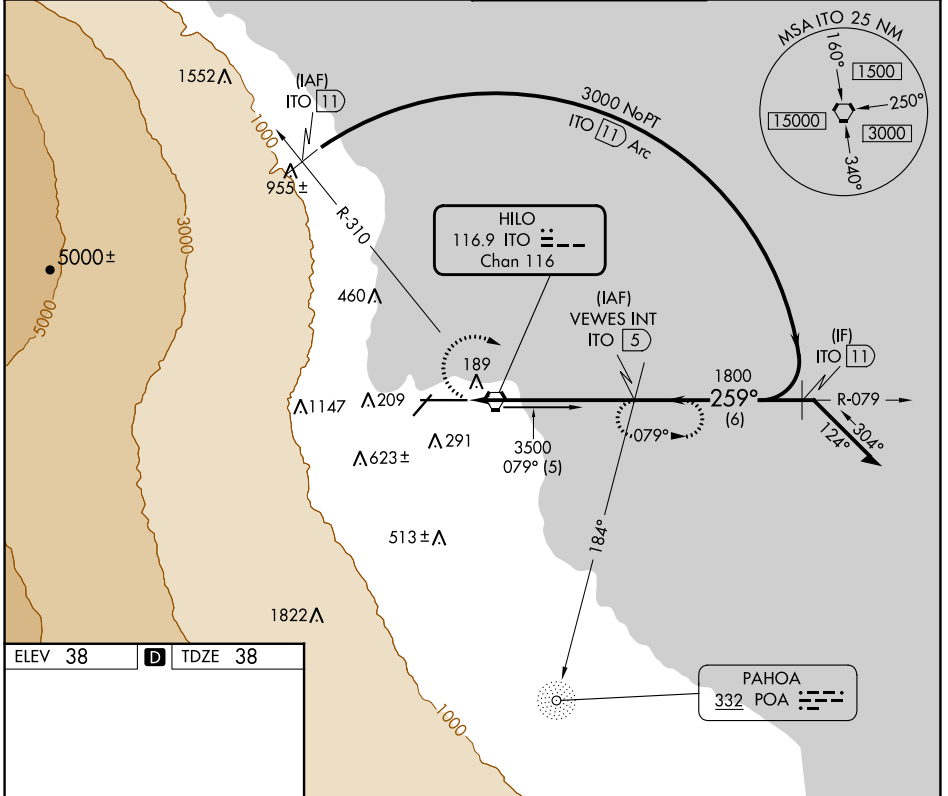 MSA ITO 25 NM
160°
1500
250°
15000
3000
340°
1552
(IAF)
ITO 11
3000 NoPT
ITO 11 Arc
1000
955±
R-310
3000
5000±
5000
HILO
116.9 ITO
Chan 116
460
(IAF)
VEWES INT
ITO 5
(IF)
ITO 11
189
1800
259°
(6)
R-079
1147
209
079°
304°
124°
291
3500
079° (5)
623±
184°
513±
1822
ELEV 38
D
TDZE 38
PAHOA
332 POA
1000